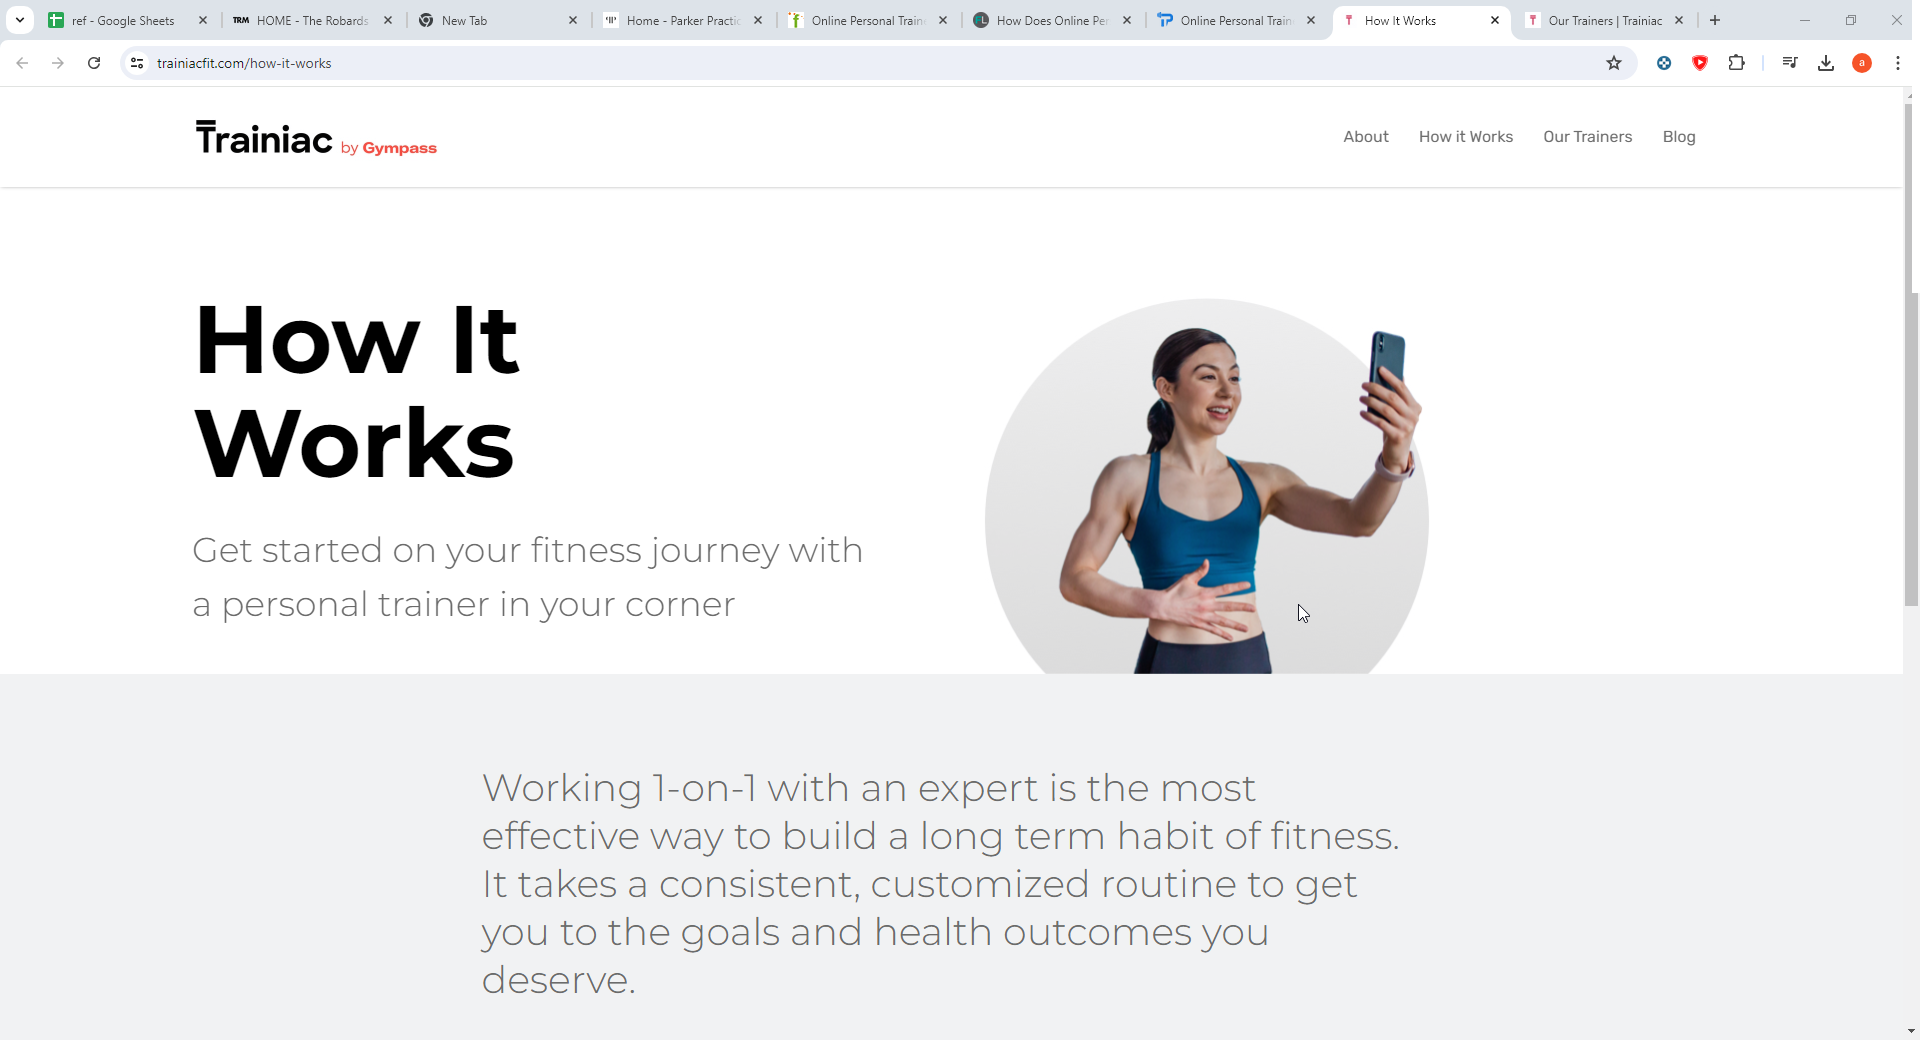 ref - Google Sheets
TRM HOME - The Robards
New Tab
Home - Parker Practic
Online Personal Train
FL How Does Online Per
Online Personal Train
How It Works
Our Trainers | Trainiac
trainiacfit.com/how-it-works
a
Trainiac by Gympass
About
How it Works
Our Trainers
Blog
How It
Works
Get started on your fitness journey with
a personal trainer in your corner
Working 1-on-1 with an expert is the most
effective way to build a long term habit of fitness.
It takes a consistent, customized routine to get
you to the goals and health outcomes you
deserve.